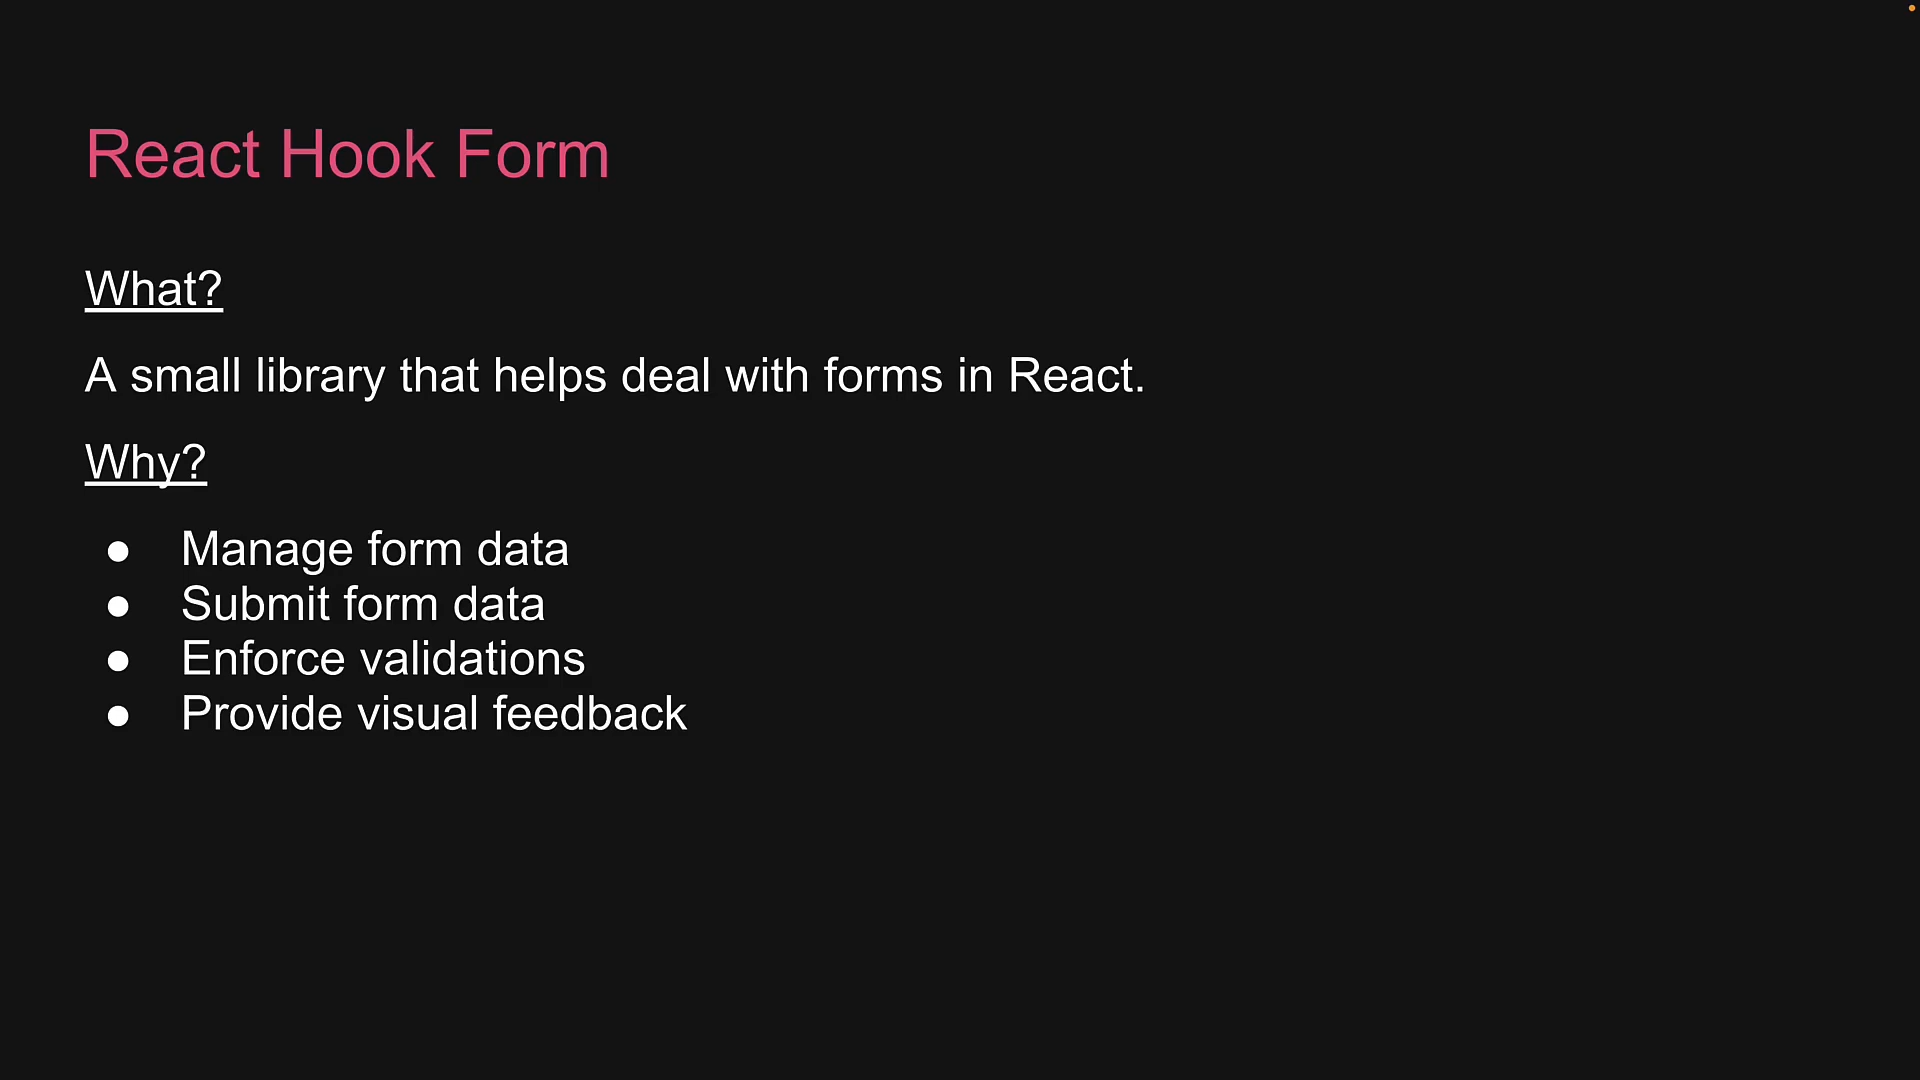 React Hook Form
What?
A small library that helps deal with forms in React.
Why?
● Manage form data
● Submit form data
● Enforce validations
● Provide visual feedback